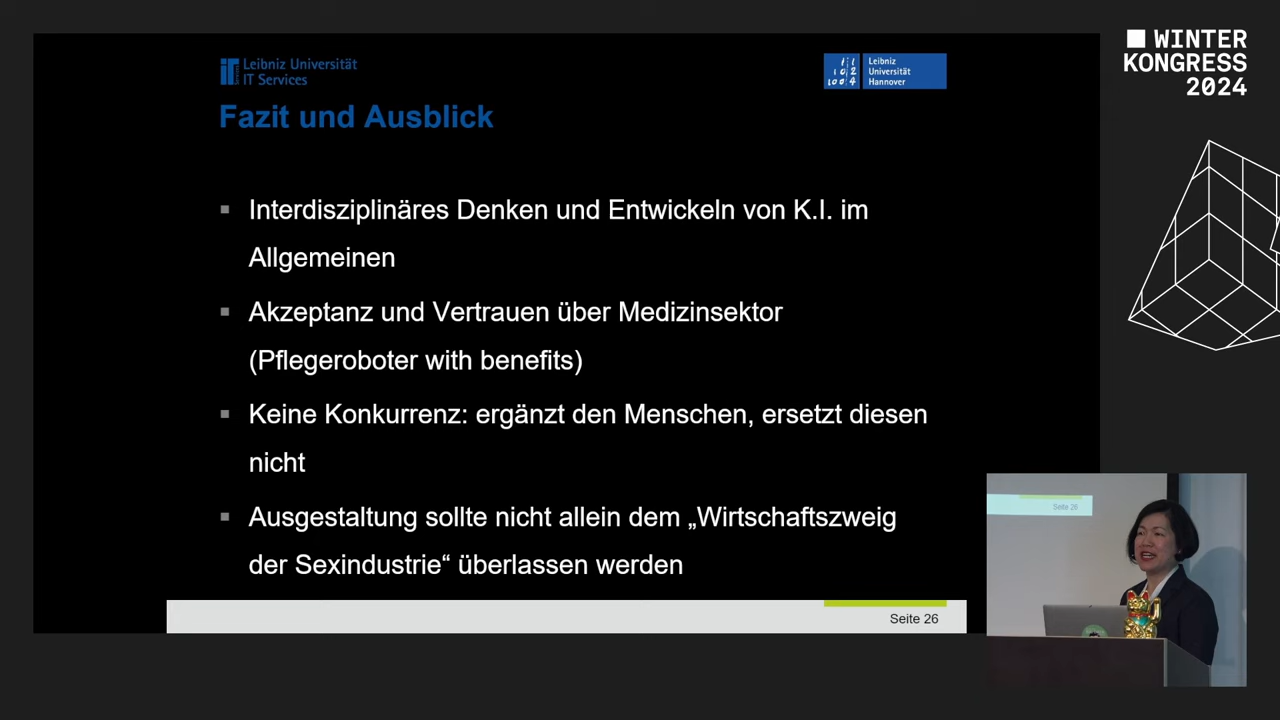 Leibniz Universität
IT Services
Leibniz
Universität
Hannover
WINTER
KONGRESS
2024
Fazit und Ausblick
Interdisziplinäres Denken und Entwickeln von K.I. im
Allgemeinen
Akzeptanz und Vertrauen über Medizinsektor
(Pflegeroboter with benefits)
Keine Konkurrenz: ergänzt den Menschen, ersetzt diesen
nicht
Ausgestaltung sollte nicht allein dem „Wirtschaftszweig
der Sexindustrie“ überlassen werden
Seite 26
Seite 26